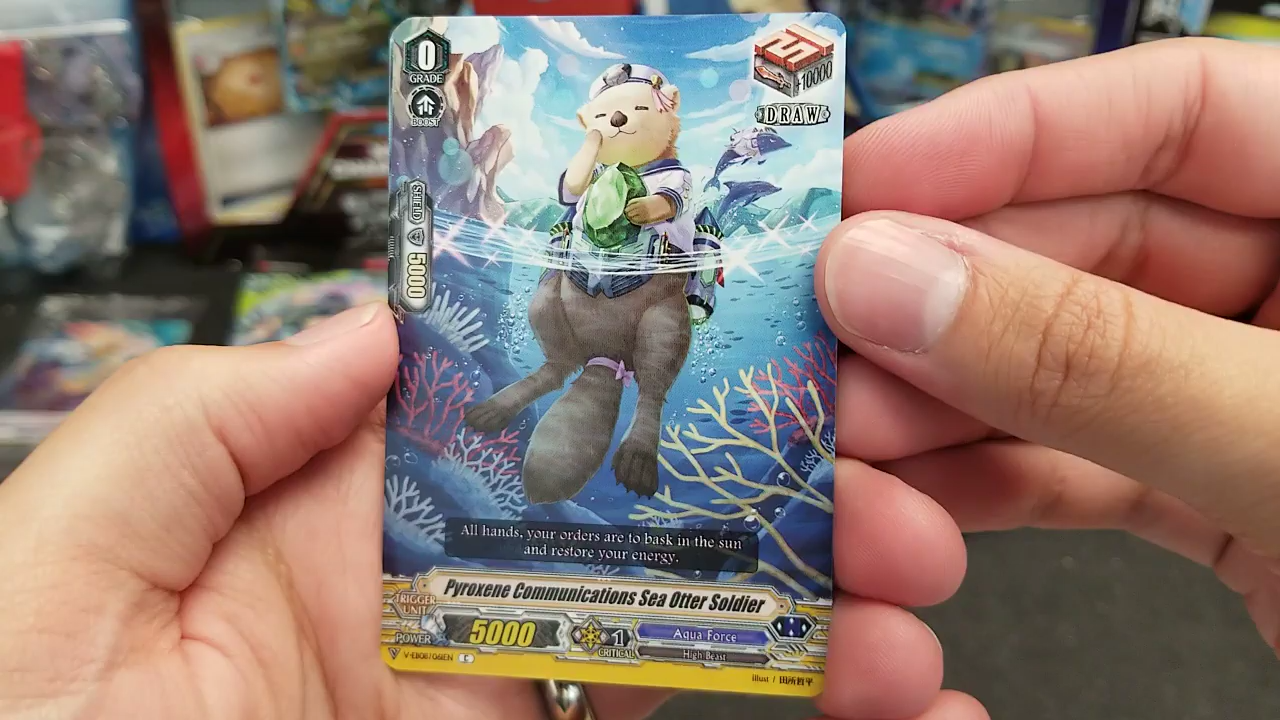 0
GRADE
BOOST
+10000
DRAW
SHIELD
5000
All hands, your orders are to bask in the sun
and restore your energy.
Pyroxene Communications Sea Otter Soldier
TRIGGER
UNIT
POWER
5000
1
CRITICAL
Aqua Force
High Beast
V-EB08/061EN
C
Illust / 田所哲平